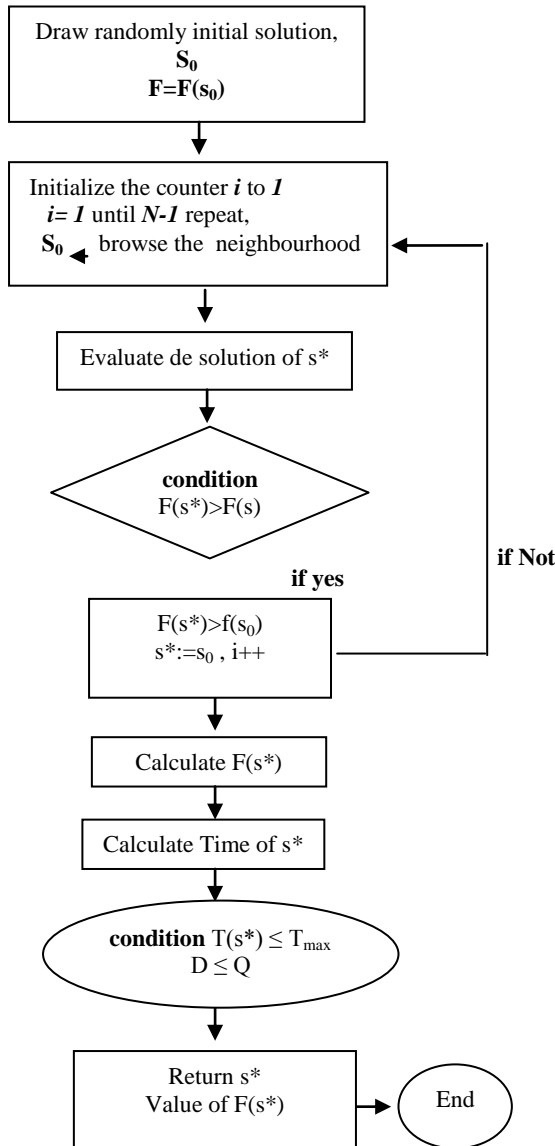 Draw randomly initial solution,
S₀
F=F(s₀)
Initialize the counter i to 1
i= 1 until N-1 repeat,
S₀ browse the neighbourhood
Evaluate de solution of s*
condition
F(s*)>F(s)
if Not
if yes
F(s*)>f(s₀)
s*:=s₀ , i++
Calculate F(s*)
Calculate Time of s*
condition T(s*) ≤ Tmax
D ≤ Q
Return s*
Value of F(s*)
End